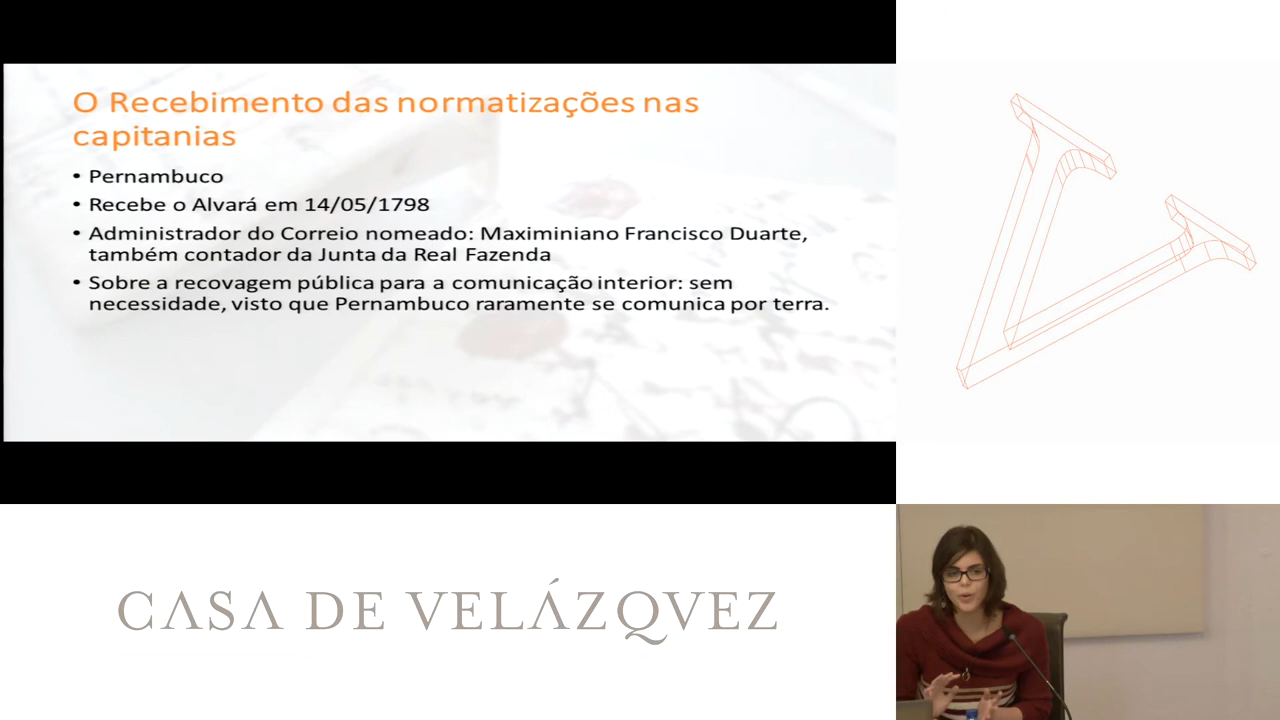 O Recebimento das normatizações nas
capitanias
• Pernambuco
• Recebe o Alvará em 14/05/1798
• Administrador do Correio nomeado: Maximiniano Francisco Duarte,
também contador da Junta da Real Fazenda
• Sobre a recovagem pública para a comunicação interior: sem
necessidade, visto que Pernambuco raramente se comunica por terra.
CASA DE VELÁZQVEZ